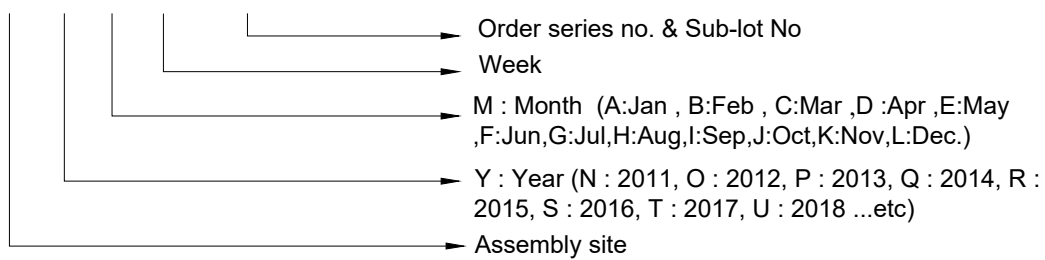 Order series no. & Sub-lot No
Week
M : Month (A:Jan , B:Feb , C:Mar ,D :Apr ,E:May
,F:Jun,G:Jul,H:Aug,I:Sep,J:Oct,K:Nov,L:Dec.)
Y : Year (N : 2011, O : 2012, P : 2013, Q : 2014, R :
2015, S : 2016, T : 2017, U : 2018 ...etc)
Assembly site